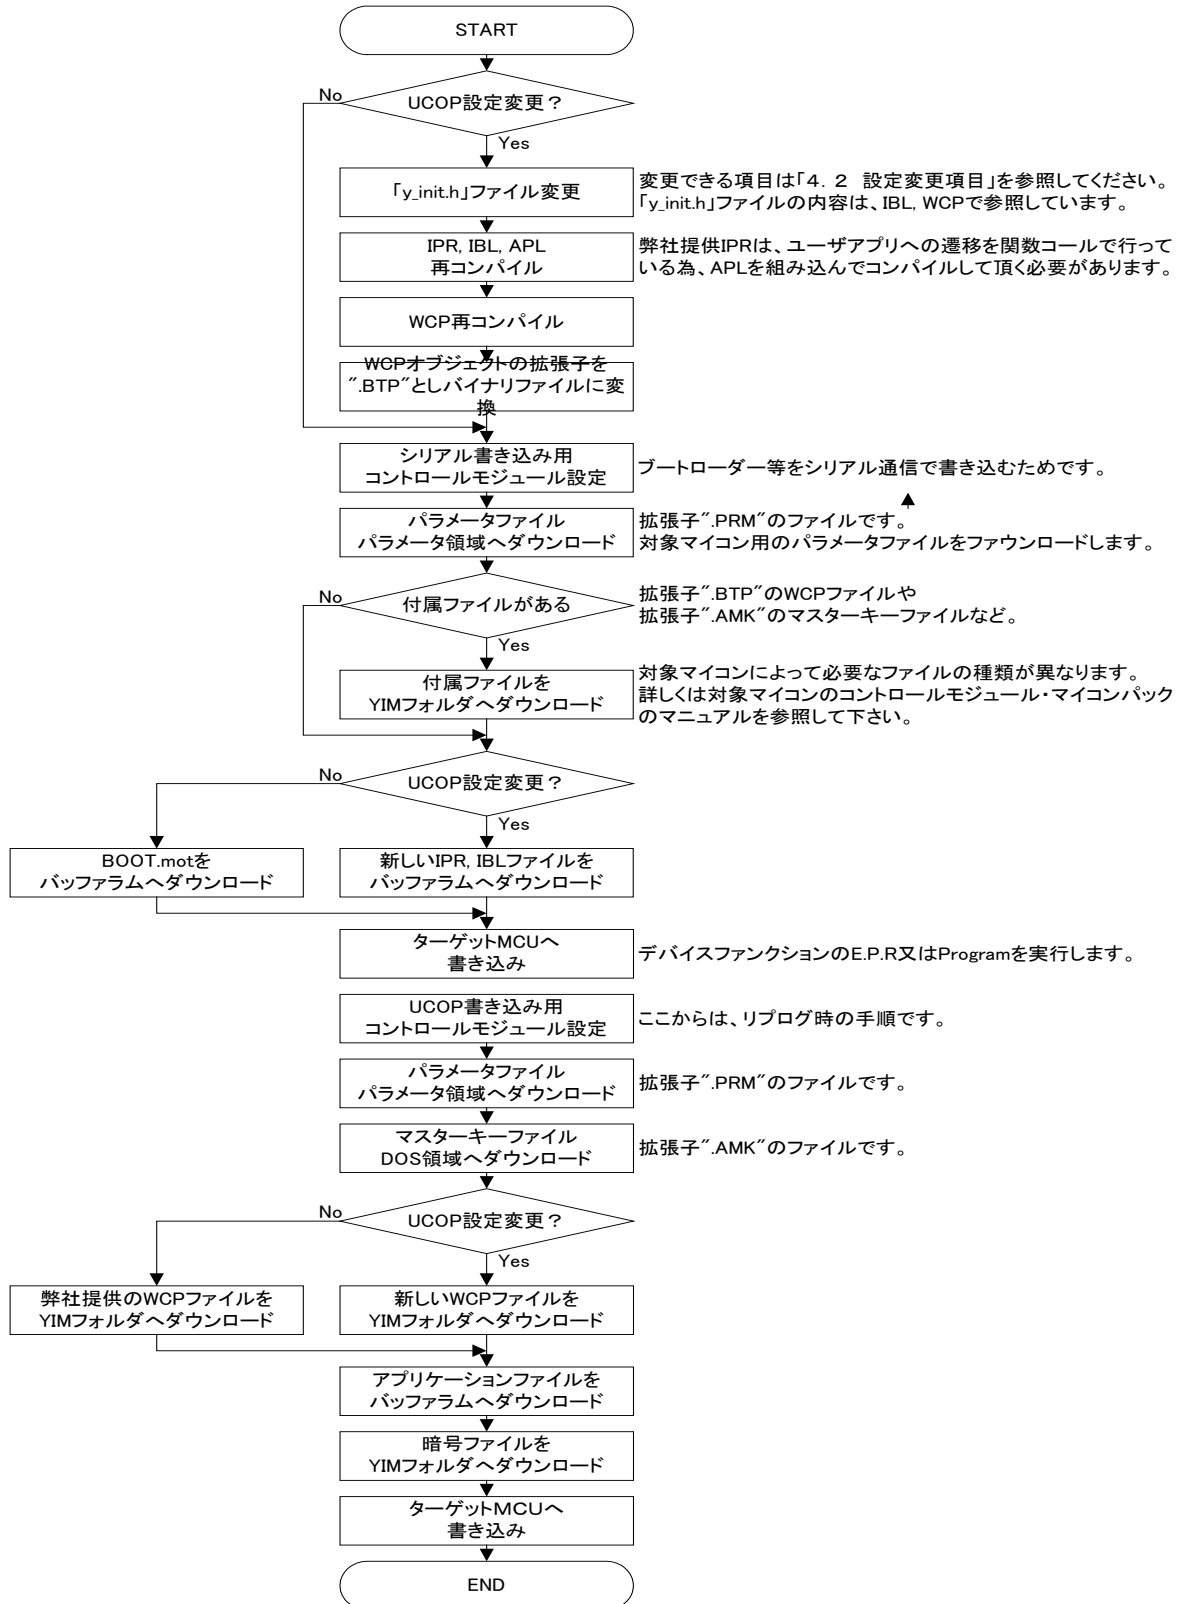 START
UCOP設定変更？
No
Yes
「y_init.h」ファイル変更
変更できる項目は「４．２　設定変更項目」を参照してください。
「y_init.h」ファイルの内容は、IBL, WCPで参照しています。
IPR, IBL, APL
再コンパイル
弊社提供IPRは、ユーザアプリへの遷移を関数コールで行って
いる為、APLを組み込んでコンパイルして頂く必要があります。
WCP再コンパイル
WCPオブジェクトの拡張子を
".BTP"としバイナリファイルに変
換
シリアル書き込み用
コントロールモジュール設定
ブートローダー等をシリアル通信で書き込むためです。
パラメータファイル
パラメータ領域へダウンロード
拡張子".PRM"のファイルです。
対象マイコン用のパラメータファイルをファウンロードします。
No
付属ファイルがある
拡張子".BTP"のWCPファイルや
拡張子".AMK"のマスターキーファイルなど。
Yes
付属ファイルを
YIMフォルダへダウンロード
対象マイコンによって必要なファイルの種類が異なります。
詳しくは対象マイコンのコントロールモジュール・マイコンパック
のマニュアルを参照して下さい。
No
UCOP設定変更？
Yes
BOOT.motを
バッファラムへダウンロード
新しいIPR, IBLファイルを
バッファラムへダウンロード
ターゲットMCUへ
書き込み
デバイスファンクションのE.P.R又はProgramを実行します。
UCOP書き込み用
コントロールモジュール設定
ここからは、リプログ時の手順です。
パラメータファイル
パラメータ領域へダウンロード
拡張子".PRM"のファイルです。
マスターキーファイル
DOS領域へダウンロード
拡張子".AMK"のファイルです。
No
UCOP設定変更？
Yes
弊社提供のWCPファイルを
YIMフォルダへダウンロード
新しいWCPファイルを
YIMフォルダへダウンロード
アプリケーションファイルを
バッファラムへダウンロード
暗号ファイルを
YIMフォルダへダウンロード
ターゲットＭＣＵへ
書き込み
END